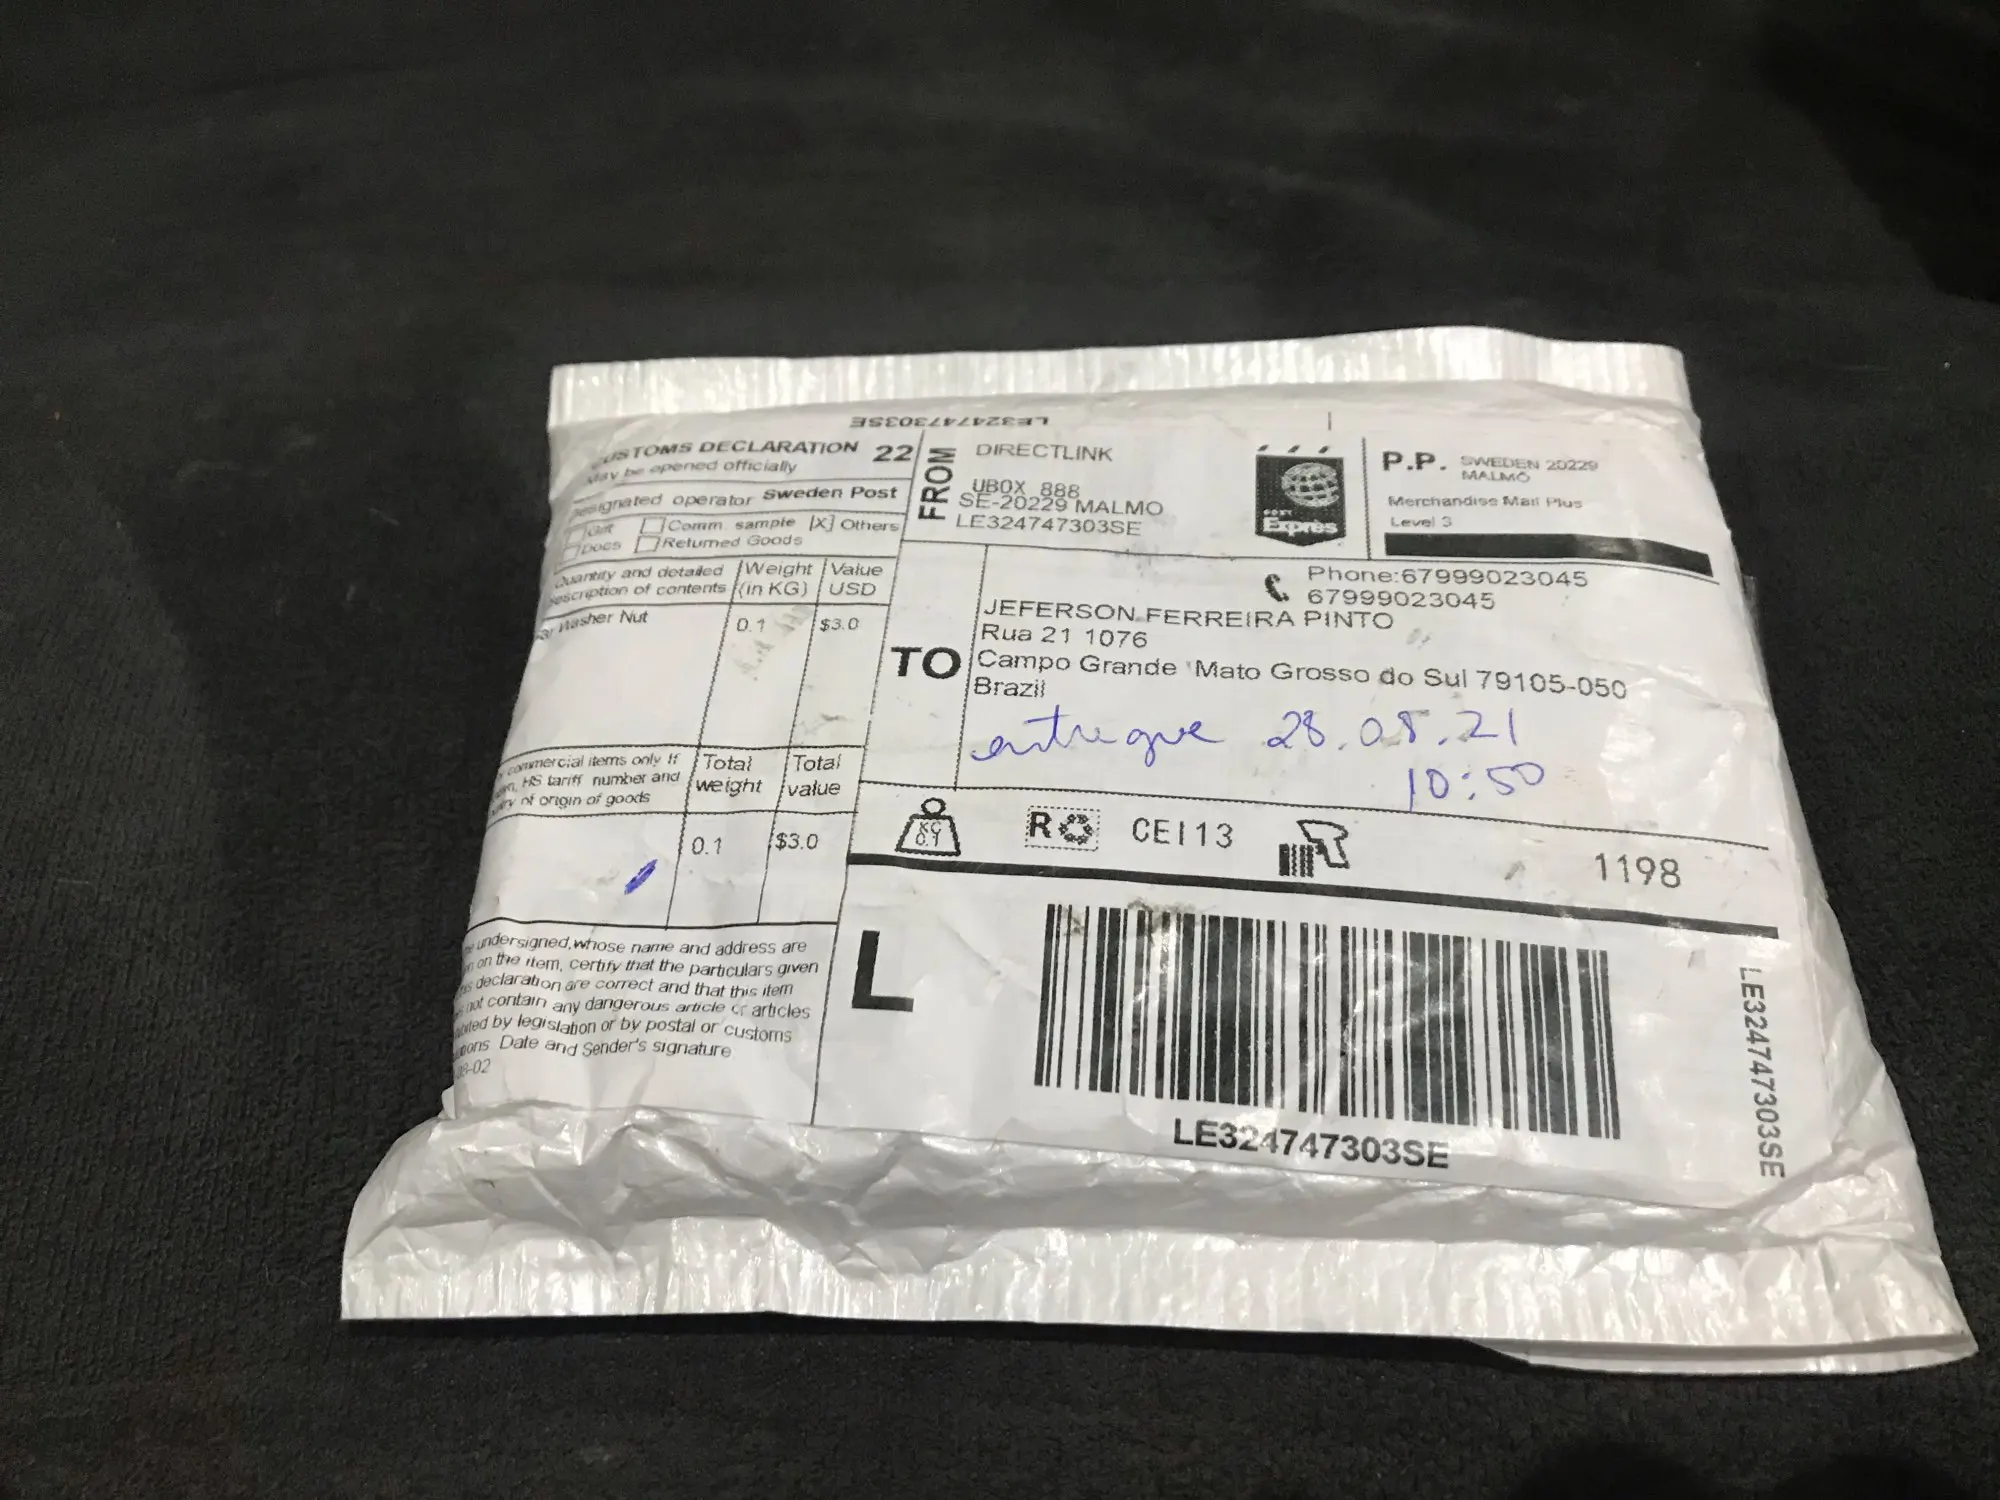 LE324747303SE
CUSTOMS DECLARATION 22
May be opened officially
Designated operator Sweden Post
Gift Comm. sample [X] Others
Docs Returned Goods
Quantity and detailed description of contents
Weight (in KG)
Value USD
Washer Nut
0.1
$3.0
commercial items only If
HS tariff number and
of origin of goods
Total weight
Total value
0.1
$3.0
undersigned,whose name and address are
on the item, certify that the particulars given
declaration are correct and that this item
not contain any dangerous article or articles
by legislation or by postal or customs
Date and Sender's signature
FROM
DIRECTLINK
UBOX 888
SE-20229 MALMO
LE324747303SE
POST
Expres
P.P. SWEDEN 20229
MALMÖ
Merchandise Mail Plus
Level 3
Phone:67999023045
67999023045
TO
JEFERSON FERREIRA PINTO
Rua 21 1076
Campo Grande Mato Grosso do Sul 79105-050
Brazil
entregue 28.08.21
10:50
KG
0.1
R
CEI13
1198
L
LE324747303SE
LE324747303SE